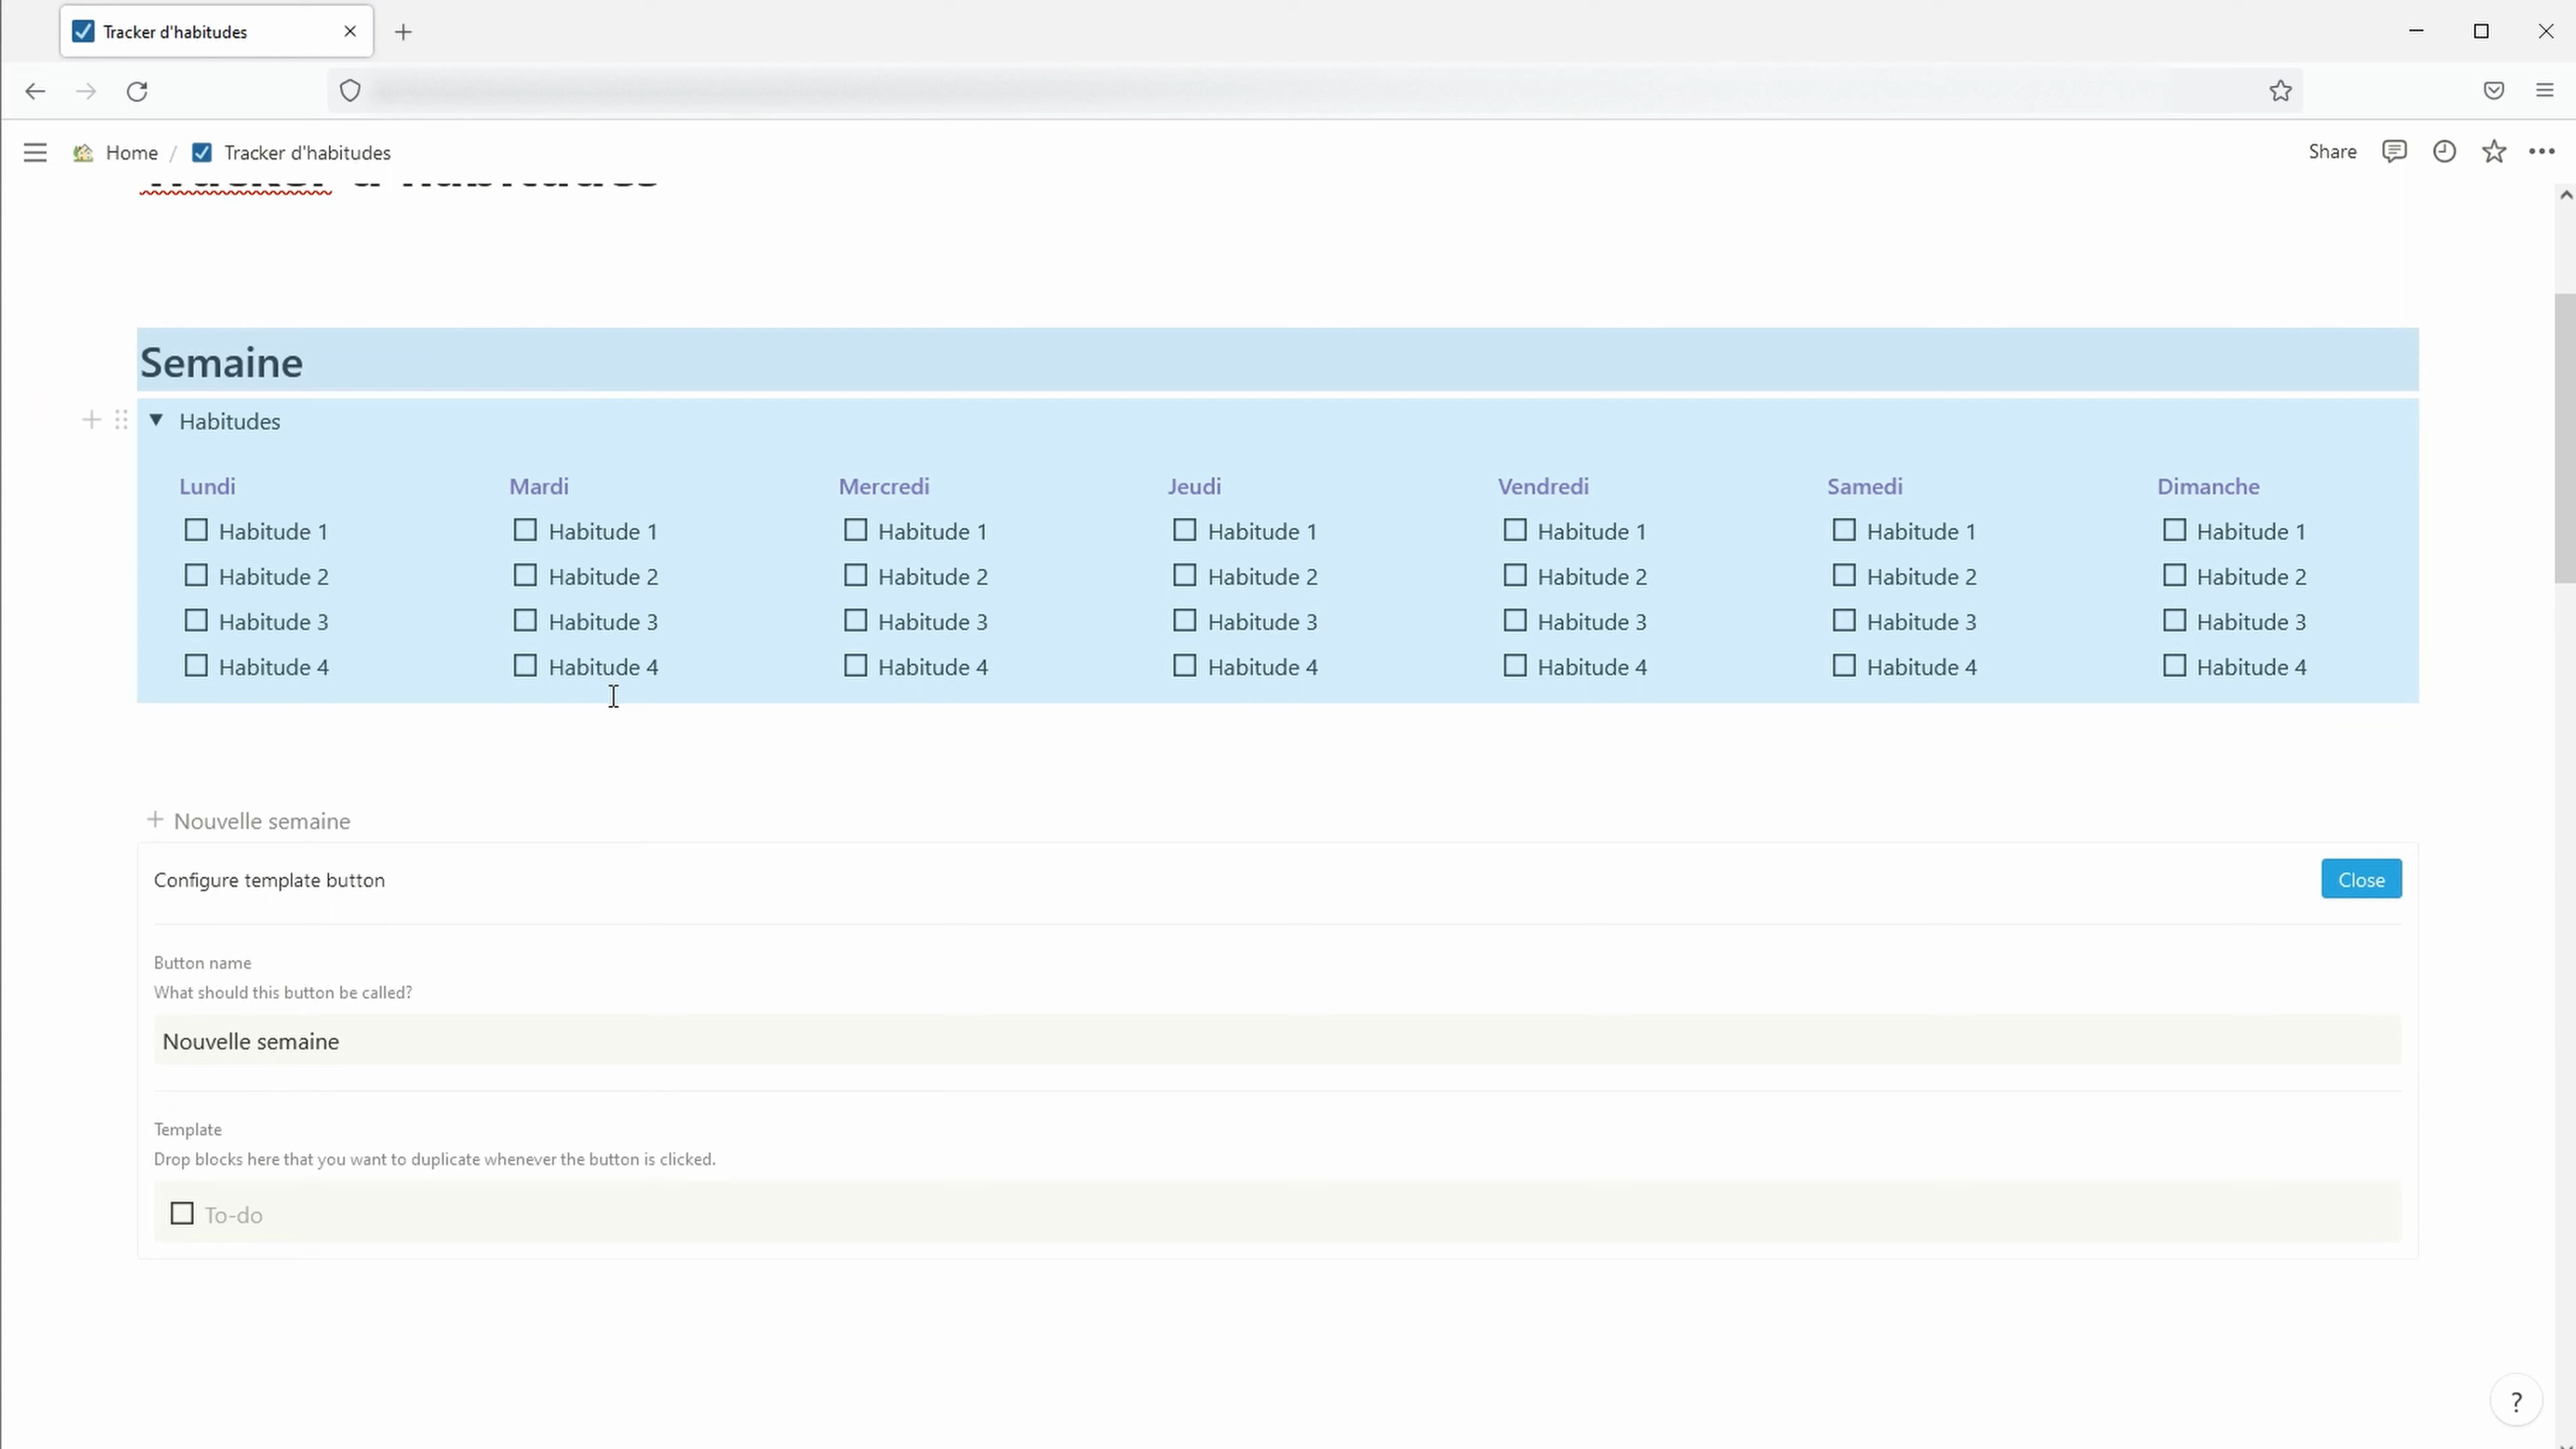 Tracker d'habitudes
Home / Tracker d'habitudes
Share
Tracker d'habitudes
Semaine
Habitudes
Lundi Mardi Mercredi Jeudi Vendredi Samedi Dimanche
Habitude 1 Habitude 1 Habitude 1 Habitude 1 Habitude 1 Habitude 1 Habitude 1
Habitude 2 Habitude 2 Habitude 2 Habitude 2 Habitude 2 Habitude 2 Habitude 2
Habitude 3 Habitude 3 Habitude 3 Habitude 3 Habitude 3 Habitude 3 Habitude 3
Habitude 4 Habitude 4 Habitude 4 Habitude 4 Habitude 4 Habitude 4 Habitude 4
+ Nouvelle semaine
Configure template button
Close
Button name
What should this button be called?
Nouvelle semaine
Template
Drop blocks here that you want to duplicate whenever the button is clicked.
To-do
?